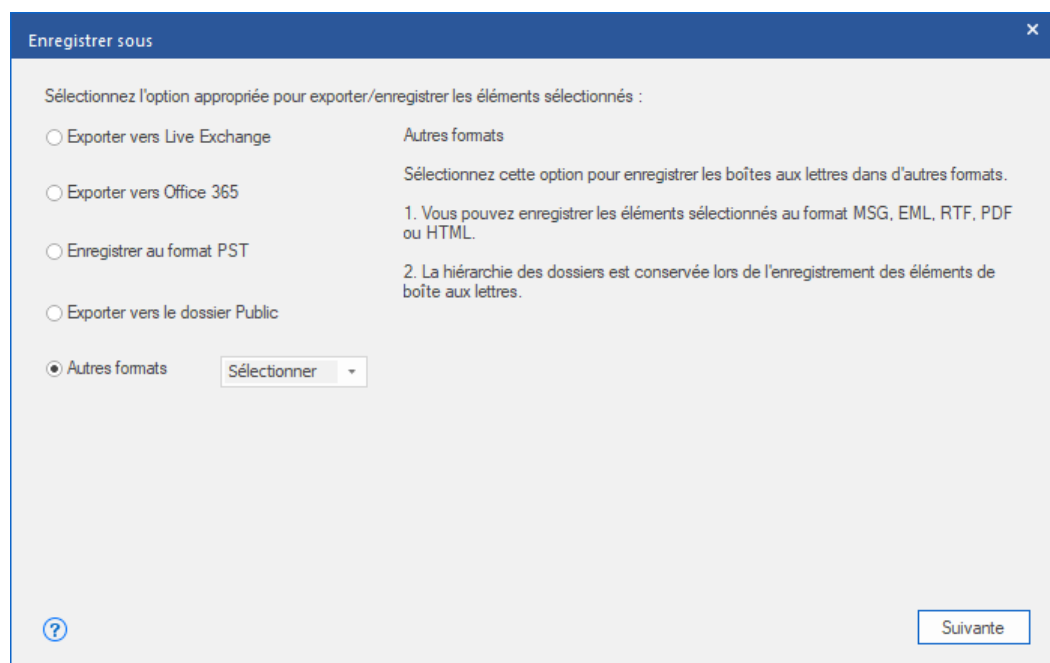 Enregistrer sous
Sélectionnez l'option appropriée pour exporter/enregistrer les éléments sélectionnés :
Exporter vers Live Exchange
Exporter vers Office 365
Enregistrer au format PST
Exporter vers le dossier Public
Autres formats
Sélectionner
Autres formats
Sélectionnez cette option pour enregistrer les boîtes aux lettres dans d'autres formats.
1. Vous pouvez enregistrer les éléments sélectionnés au format MSG, EML, RTF, PDF
ou HTML.
2. La hiérarchie des dossiers est conservée lors de l'enregistrement des éléments de
boîte aux lettres.
?
Suivante